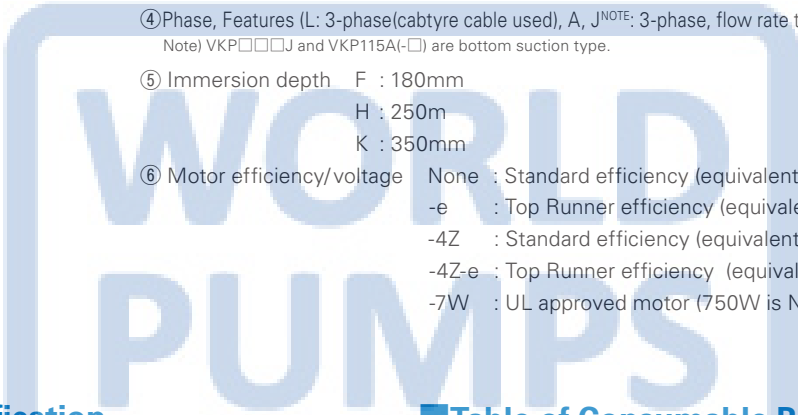 ④Phase, Features (L: 3-phase(cabtyre cable used), A, JNOTE: 3-phase, flow rate
Note) VKP□□□J and VKP115A(-□) are bottom suction type.
⑤ Immersion depth F : 180mm
H : 250m
K : 350mm
⑥ Motor efficiency/voltage None : Standard efficiency (equivalent
-e : Top Runner efficiency
-4Z : Standard efficiency (equivalent
-4Z-e : Top Runner efficiency
-7W : UL approved motor (750W is
WORLD
PUMPS
Table of Consumable